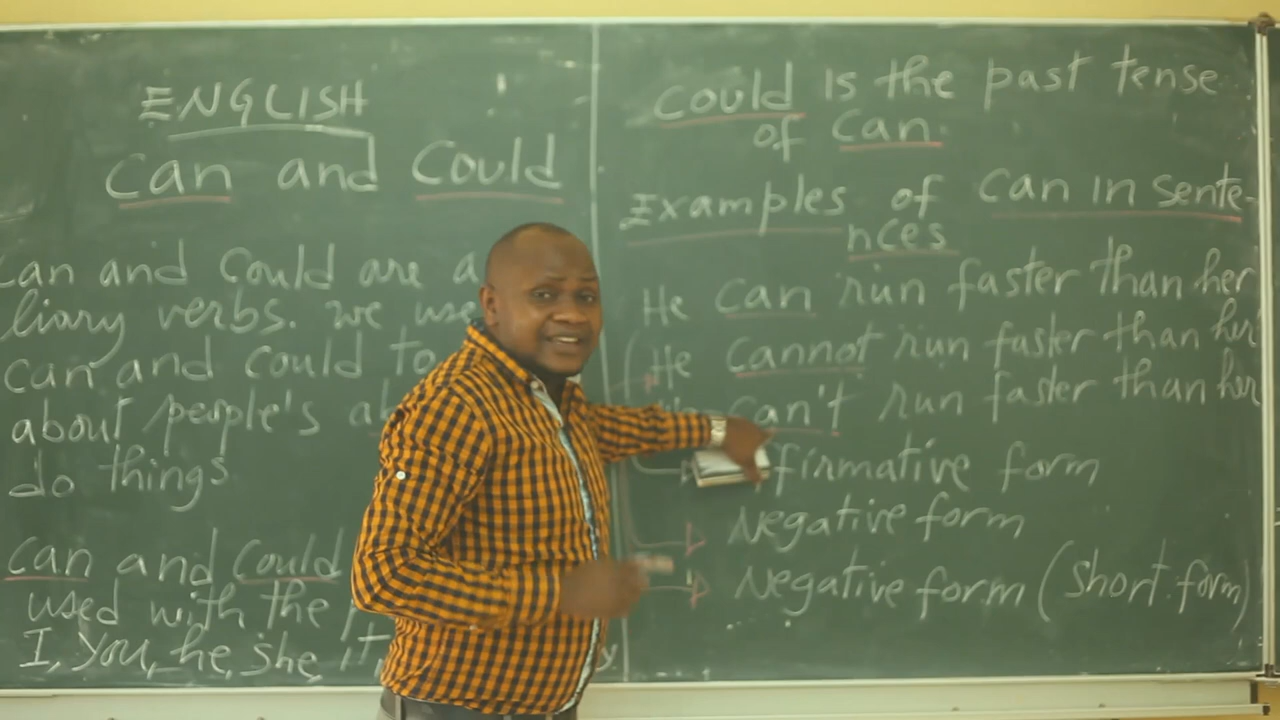 ENGLISH
Can and Could
can and Could are a
liary verbs. we use
can and could to
about people's ab
do things
can and Could
used with the p
I, You, he, she, it,
y
Could is the past tense
of Can.
Examples of Can in Sente-
nces
He Can run faster than her
He Cannot run faster than her
can't run faster than her
ffirmative form
Negative form
Negative form (Short form)